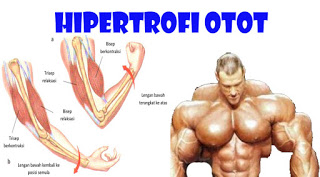 HIPERTROFI OTOT
a
Bisep
berkontraksi
Trisep
relaksasi
Lengan bawah
terangkat ke atas
Bisep
relaksasi
Trisep
berkontraksi
b
Lengan bawah kembali ke
posisi semula